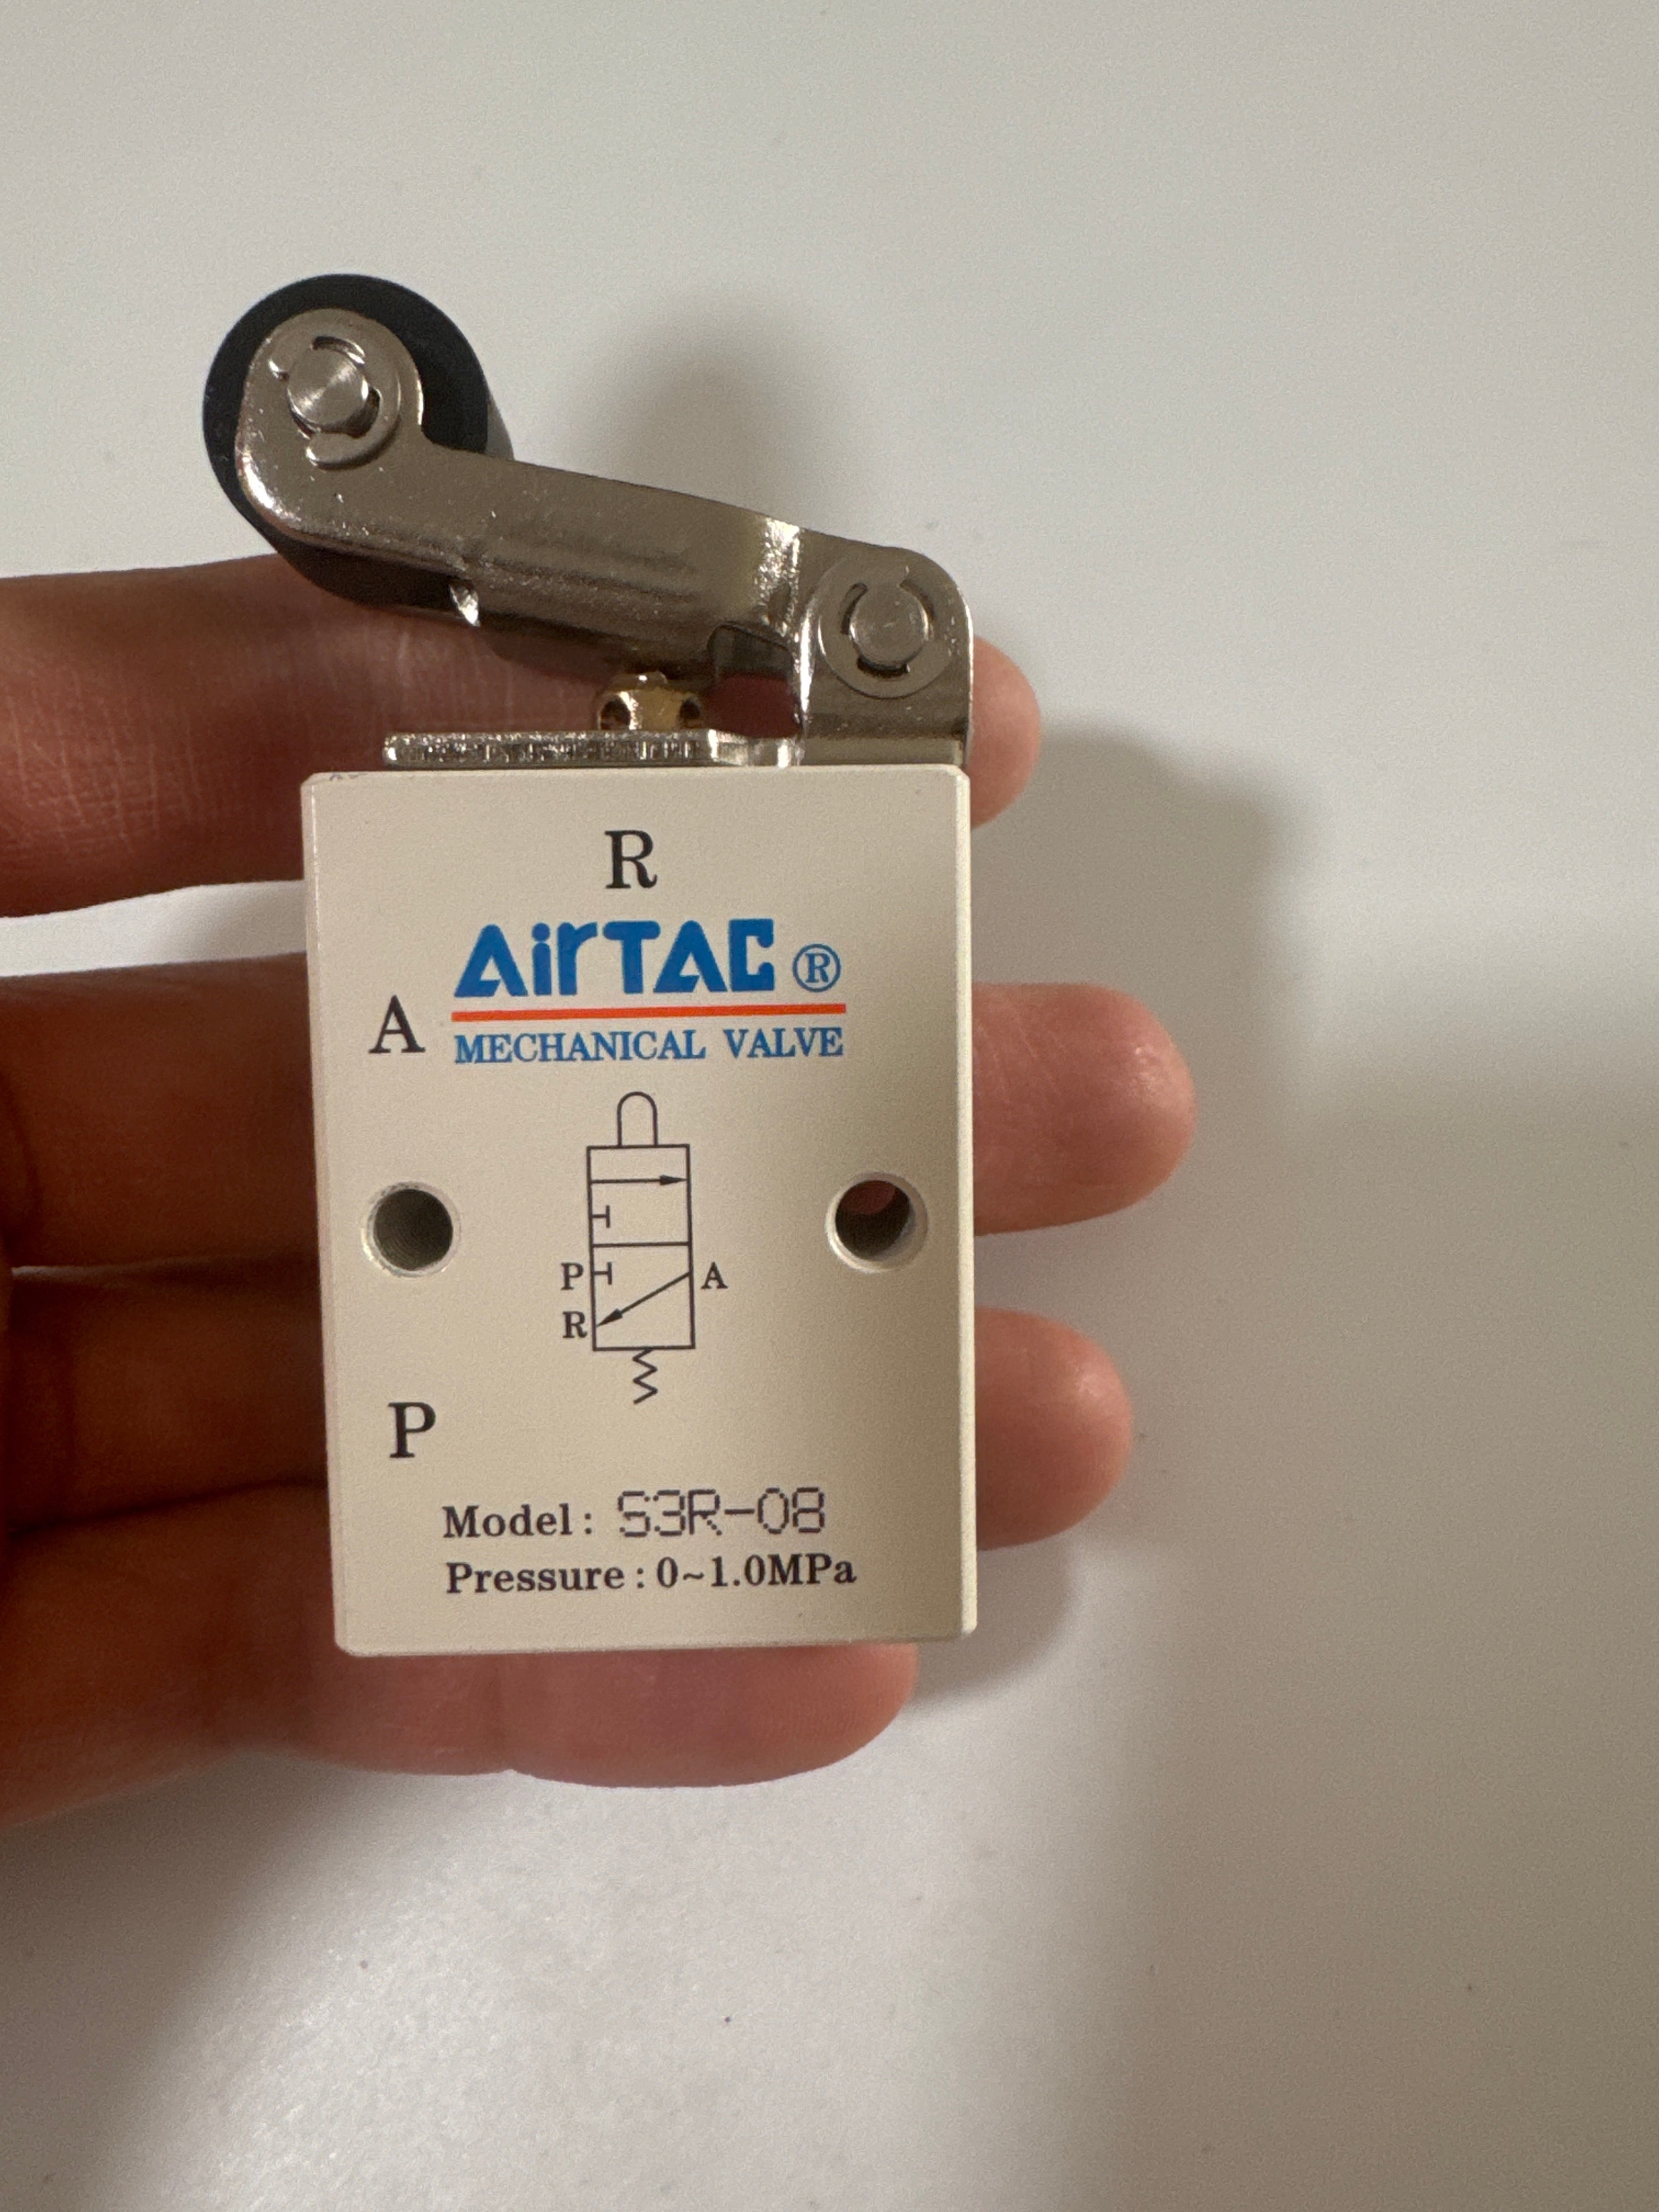 R
AirTAC ®
A
MECHANICAL VALVE
P A
R
P
Model: S3R-08
Pressure: 0~1.0MPa